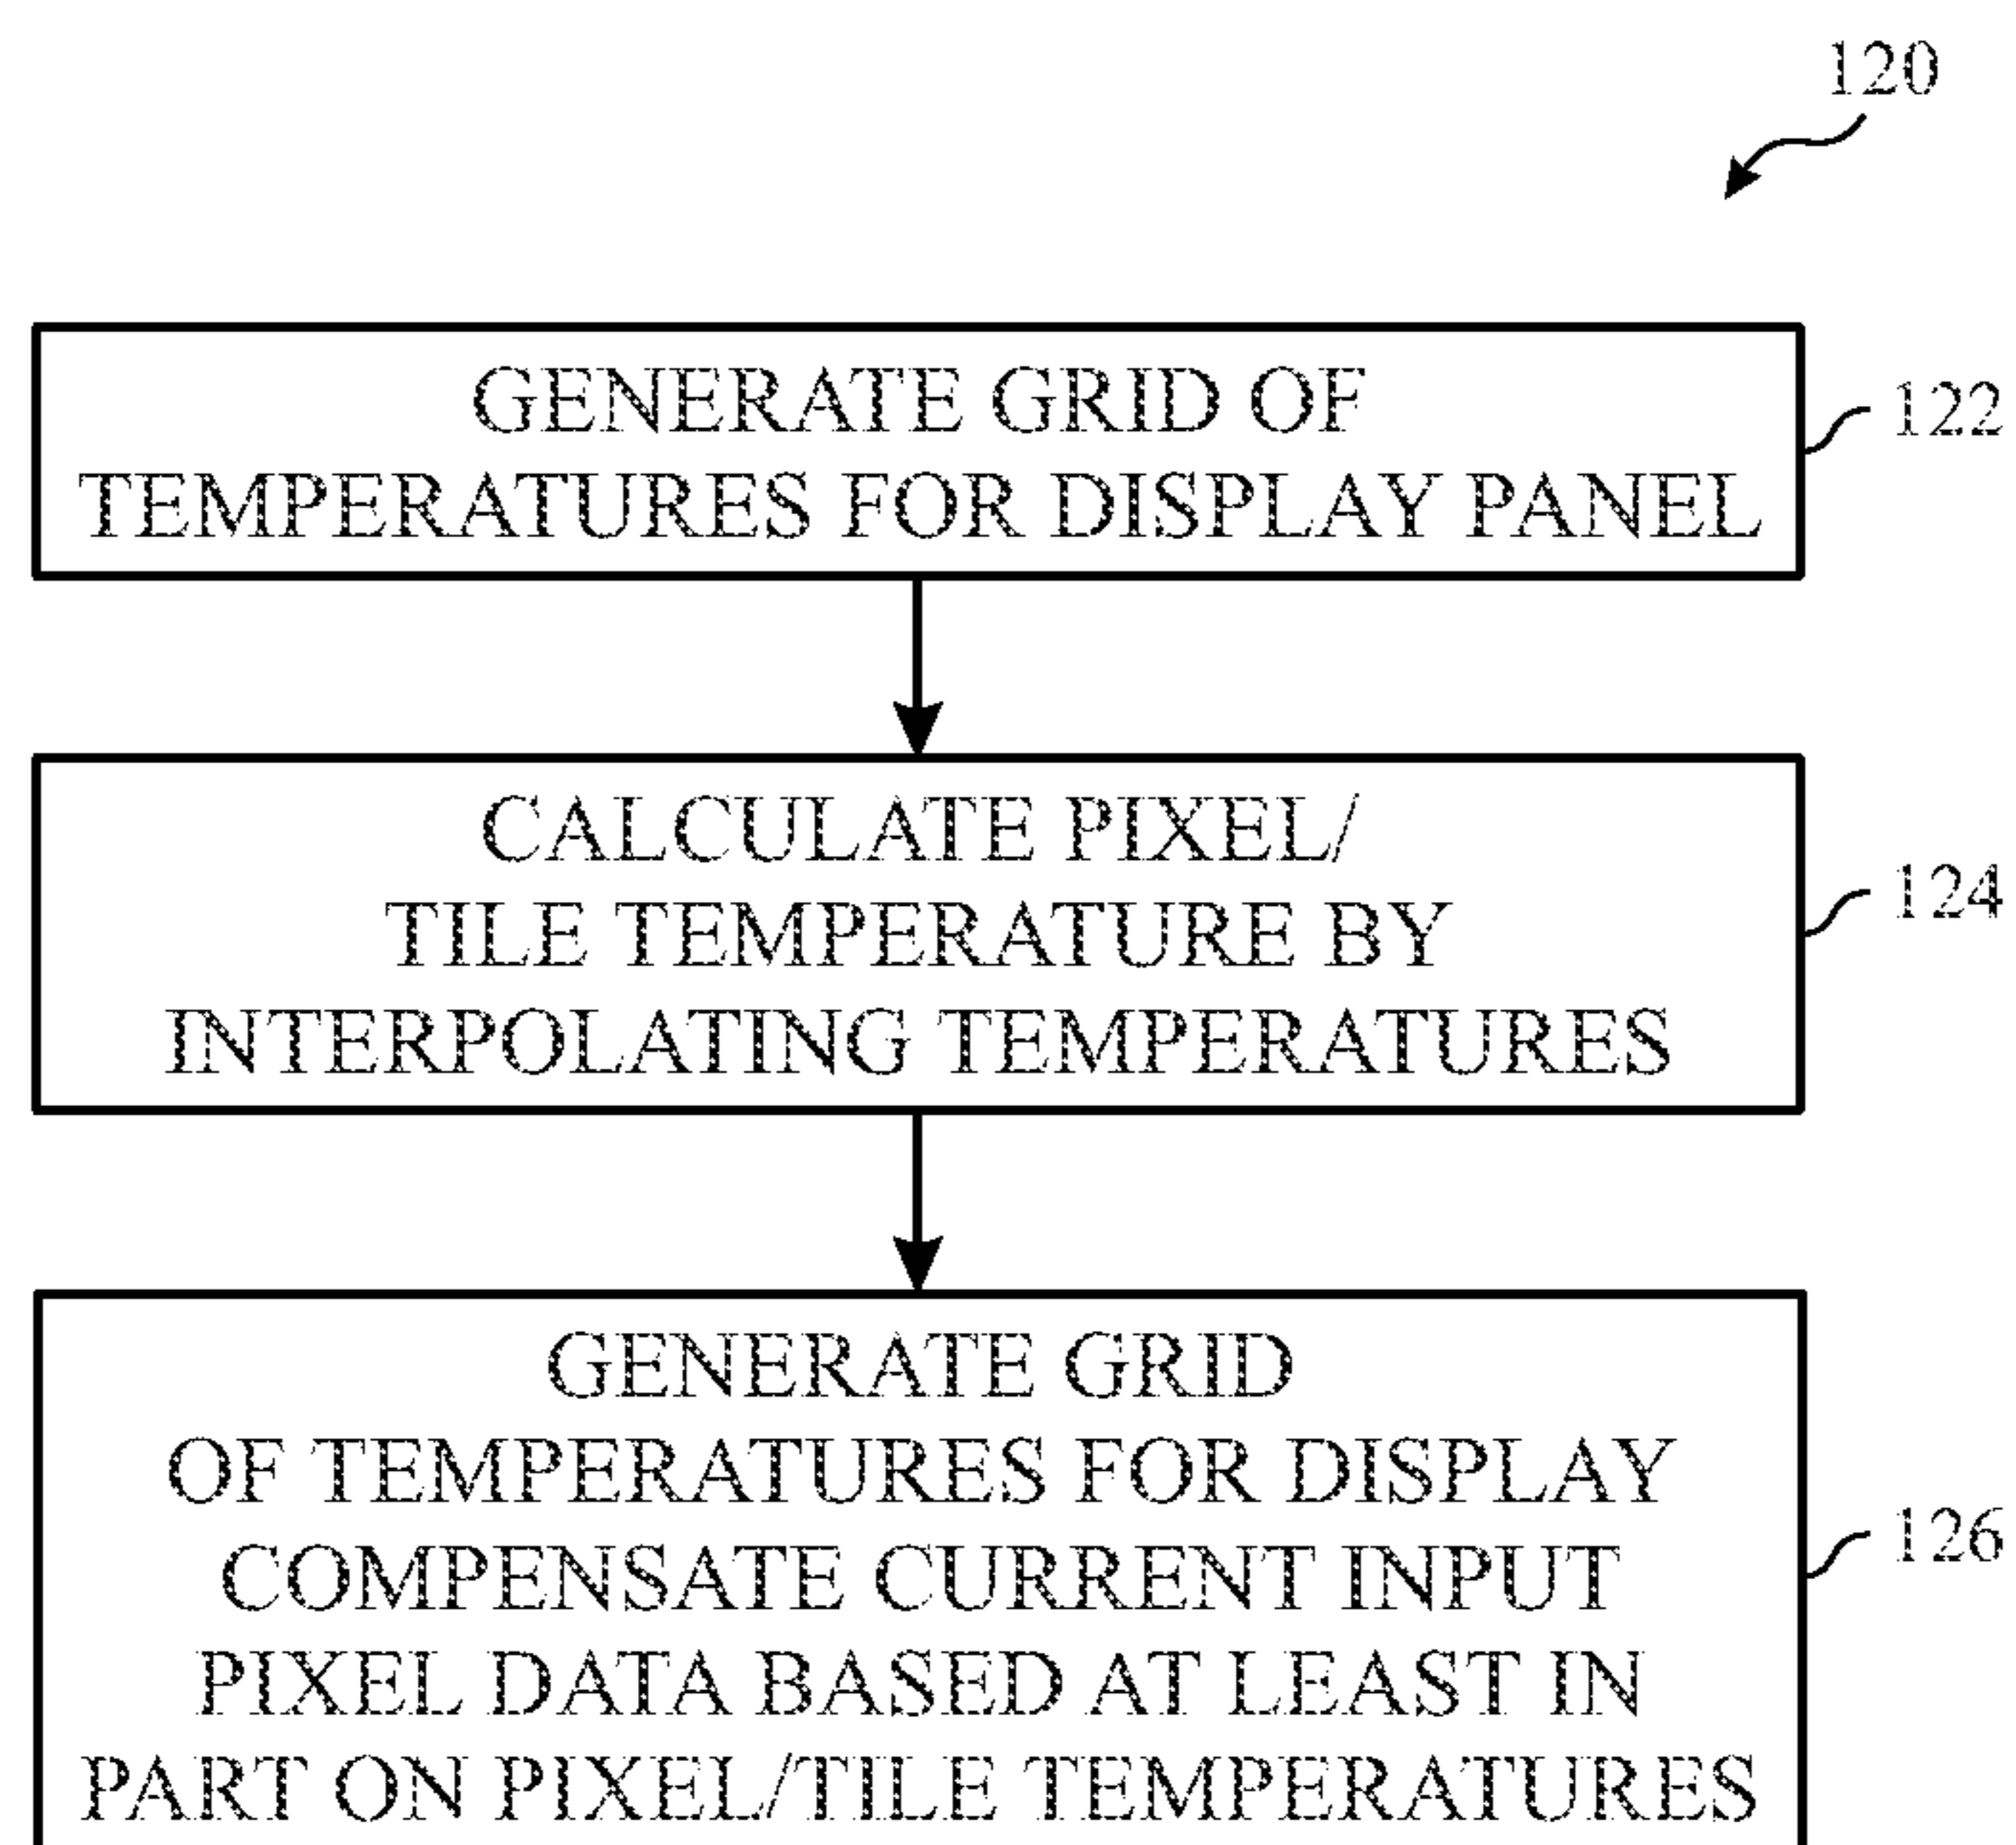 120
GENERATE GRID OF
TEMPERATURES FOR DISPLAY PANEL
122
CALCULATE PIXEL/
TILE TEMPERATURE BY
INTERPOLATING TEMPERATURES
124
GENERATE GRID
OF TEMPERATURES FOR DISPLAY
COMPENSATE CURRENT INPUT
PIXEL DATA BASED AT LEAST IN
PART ON PIXEL/TILE TEMPERATURES
126